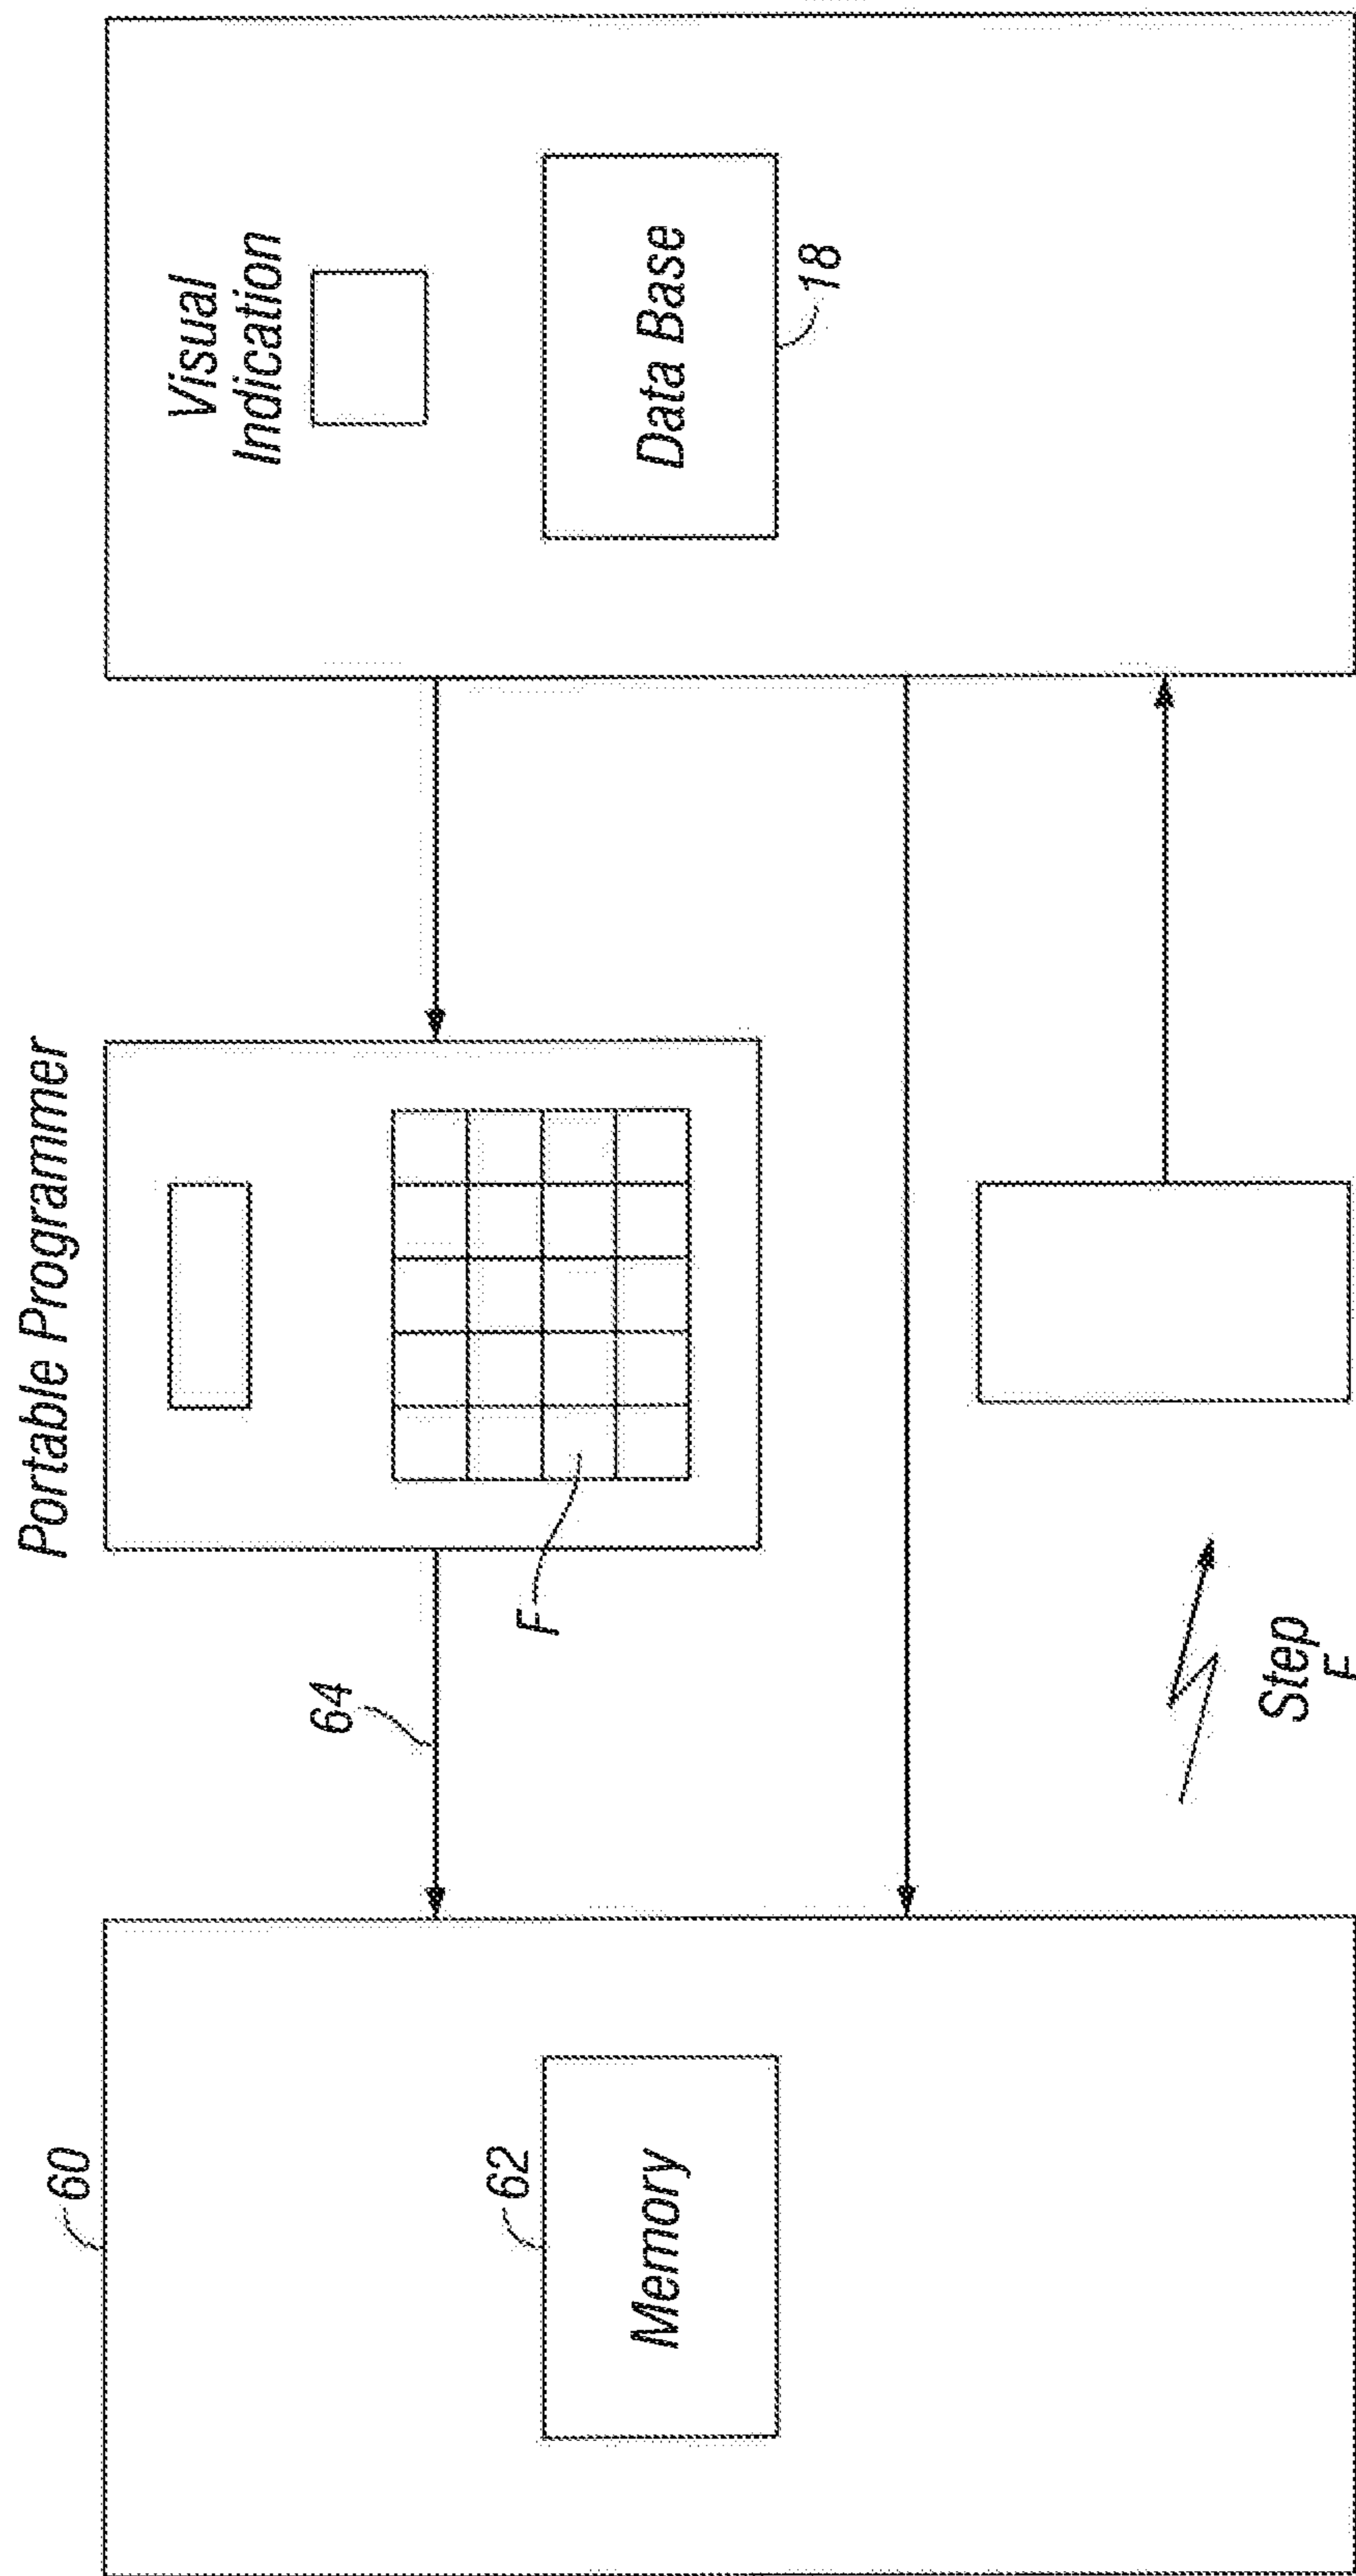 Portable Programmer
60
Visual
Indication
64
62
F
Memory
Data Base
18
Step